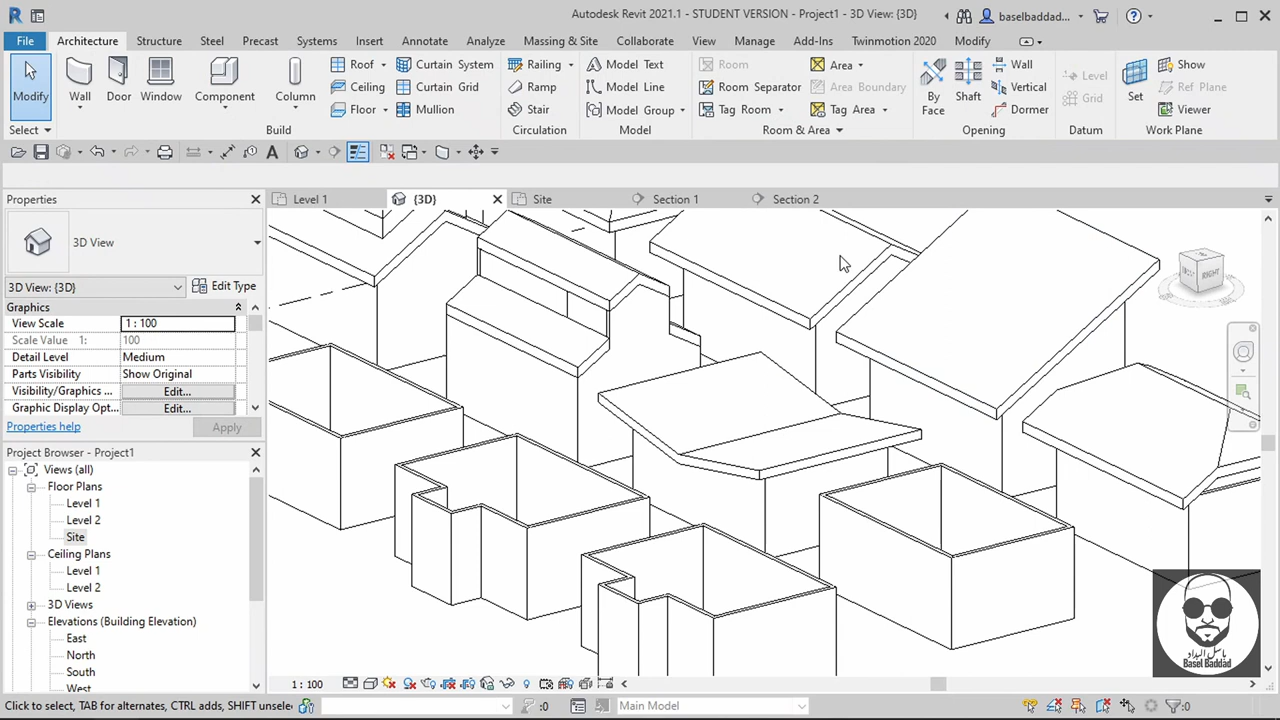 Autodesk Revit 2021.1 - STUDENT VERSION - Project1 - 3D View: {3D}
baselbaddad...
File Architecture Structure Steel Precast Systems Insert Annotate Analyze Massing & Site Collaborate View Manage Add-Ins Twinmotion 2020 Modify
Modify Wall Door Window Component Column
Roof Curtain System Railing Model Text Room Area By Face Shaft Wall Level Set Show
Ceiling Curtain Grid Ramp Model Line Room Separator Area Boundary Vertical Grid Ref Plane
Floor Mullion Stair Model Group Tag Room Tag Area Dormer Viewer
Select Build Circulation Model Room & Area Opening Datum Work Plane
Properties
Level 1 {3D} Site Section 1 Section 2
3D View
3D View: {3D} Edit Type
Graphics
View Scale 1 : 100
Scale Value 1: 100
Detail Level Medium
Parts Visibility Show Original
Visibility/Graphics ... Edit...
Graphic Display Opt... Edit...
Properties help Apply
Project Browser - Project1
Views (all)
Floor Plans
Level 1
Level 2
Site
Ceiling Plans
Level 1
Level 2
3D Views
Elevations (Building Elevation)
East
North
South
West
RIGHT
باسل البداد
Basel Baddad
1 : 100
Click to select, TAB for alternates, CTRL adds, SHIFT unselec :0 Main Model :0